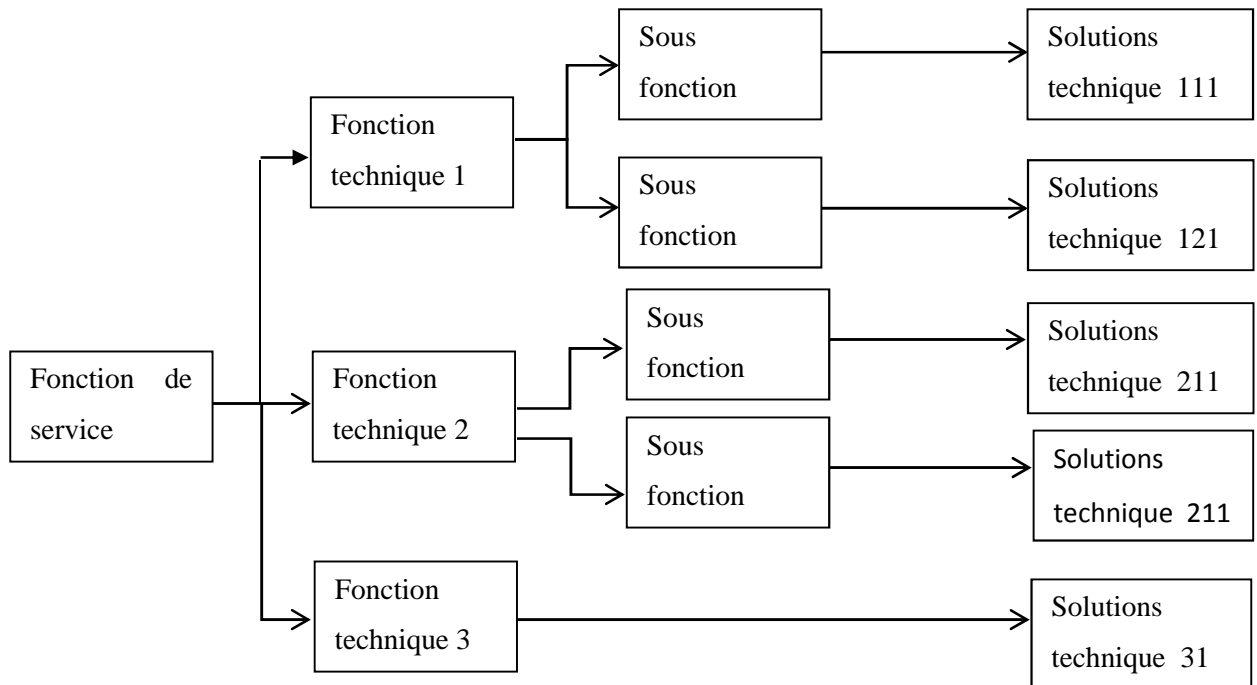 Sous
fonction
Solutions
technique 111
Fonction
technique 1
Sous
fonction
Solutions
technique 121
Sous
fonction
Solutions
technique 211
Fonction de
service
Fonction
technique 2
Sous
fonction
Solutions
technique 211
Fonction
technique 3
Solutions
technique 31